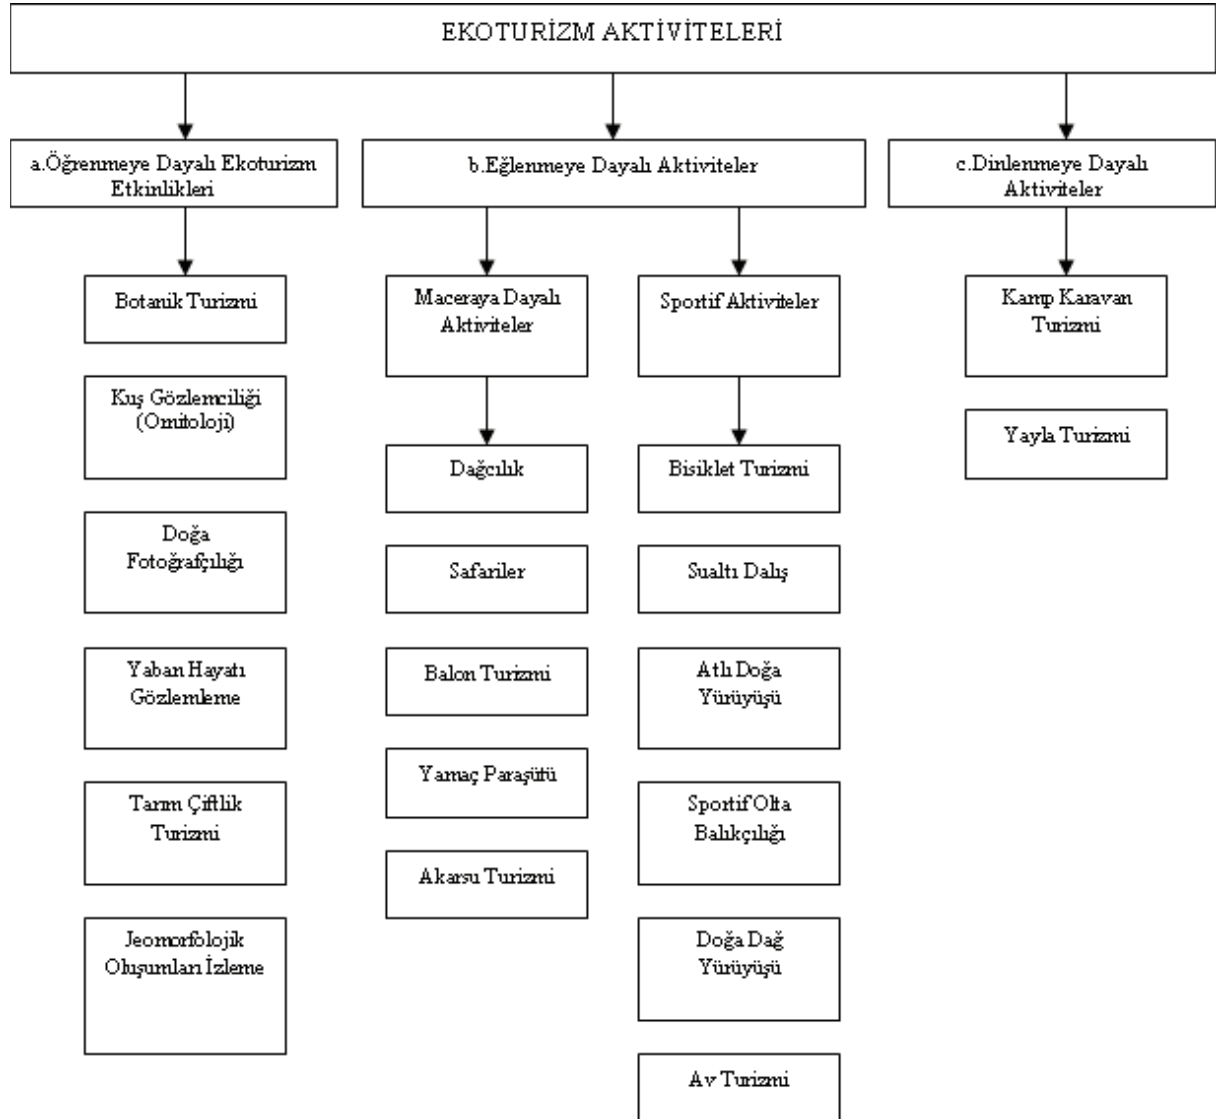 EKOTURİZM AKTİVİTELERİ
a.Öğrenmeye Dayalı Ekoturizm
Etkinlikleri
b.Eğlenmeye Dayalı Aktiviteler
c.Dinlenmeye Dayalı
Aktiviteler
Botanik Turizmi
Kuş Gözlemciliği
(Ornitoloji)
Doğa
Fotoğrafçılığı
Yaban Hayatı
Gözlemleme
Tarım Çiftlik
Turizmi
Jeomorfolojik
Oluşumları İzleme
Maceraya Dayalı
Aktiviteler
Dağcılık
Safariler
Balon Turizmi
Yamaç Paraşütü
Akarsu Turizmi
Sportif Aktiviteler
Bisiklet Turizmi
Sualtı Dalış
Atlı Doğa
Yürüyüşü
Sportif Olta
Balıkçılığı
Doğa Dağ
Yürüyüşü
Av Turizmi
Kamp Karavan
Turizmi
Yayla Turizmi